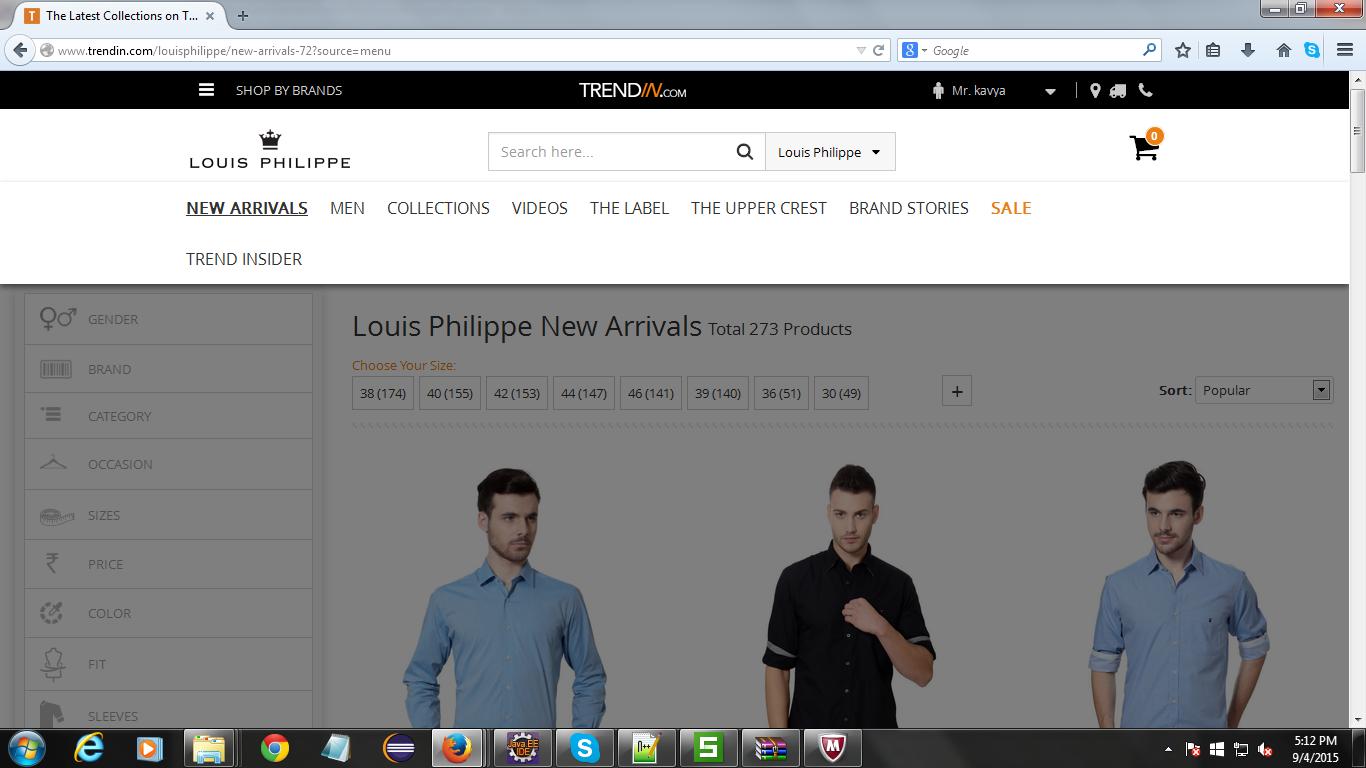 The Latest Collections on T...
www.trendin.com/louisphilippe/new-arrivals-72?source=menu
Google
SHOP BY BRANDS
TRENDIN.COM
Mr. kavya
LOUIS PHILIPPE
Search here...
Louis Philippe
0
NEW ARRIVALS MEN COLLECTIONS VIDEOS THE LABEL THE UPPER CREST BRAND STORIES SALE
TREND INSIDER
GENDER
BRAND
CATEGORY
OCCASION
SIZES
PRICE
COLOR
FIT
SLEEVES
Louis Philippe New Arrivals Total 273 Products
Choose Your Size:
38 (174) 40 (155) 42 (153) 44 (147) 46 (141) 39 (140) 36 (51) 30 (49) +
Sort: Popular
Java EE
IDE
5:12 PM
9/4/2015